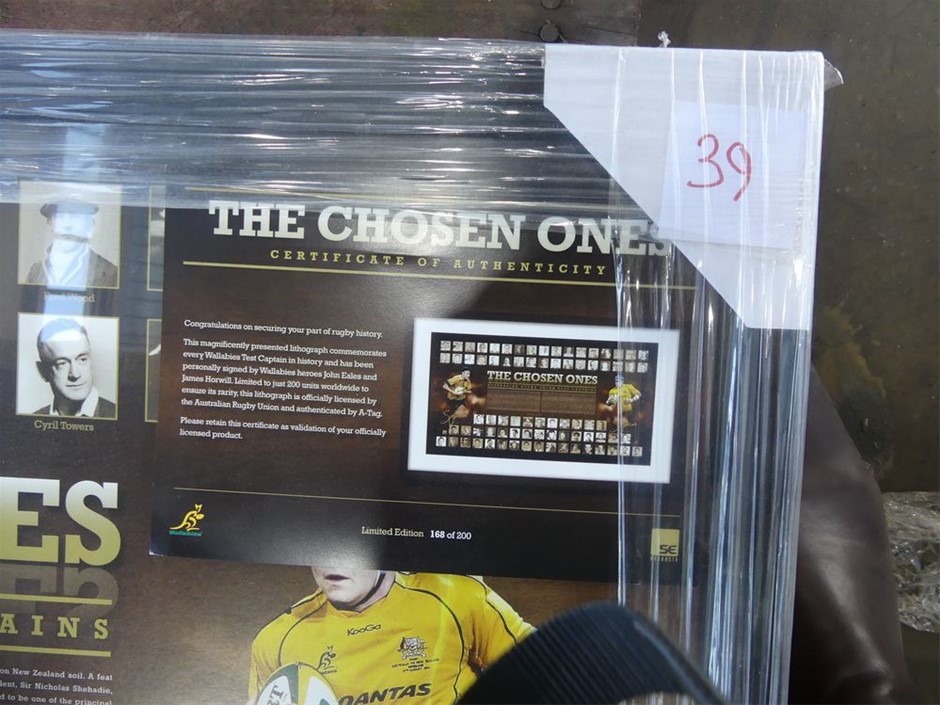 39
THE CHOSEN ONES
CERTIFICATE OF AUTHENTICITY
Wood
Congratulations on securing your part of rugby history.
This magnificently presented lithograph commemorates
every Wallabies Test Captain in history and has been
personally signed by Wallabies heroes John Eales and
James Horwill. Limited to just 200 units worldwide to
ensure its rarity, this lithograph is officially licensed by
the Australian Rugby Union and authenticated by A-Tag.
Please retain this certificate as validation of your officially
licensed product.
THE CHOSEN ONES
Cyril Towers
Limited Edition 168 of 200
SE
PRODUCTS
ES
AINS
on New Zealand soil. A feat
dent, Sir Nicholas Shehadie,
d to be one of the principal
KooGa
QANTAS